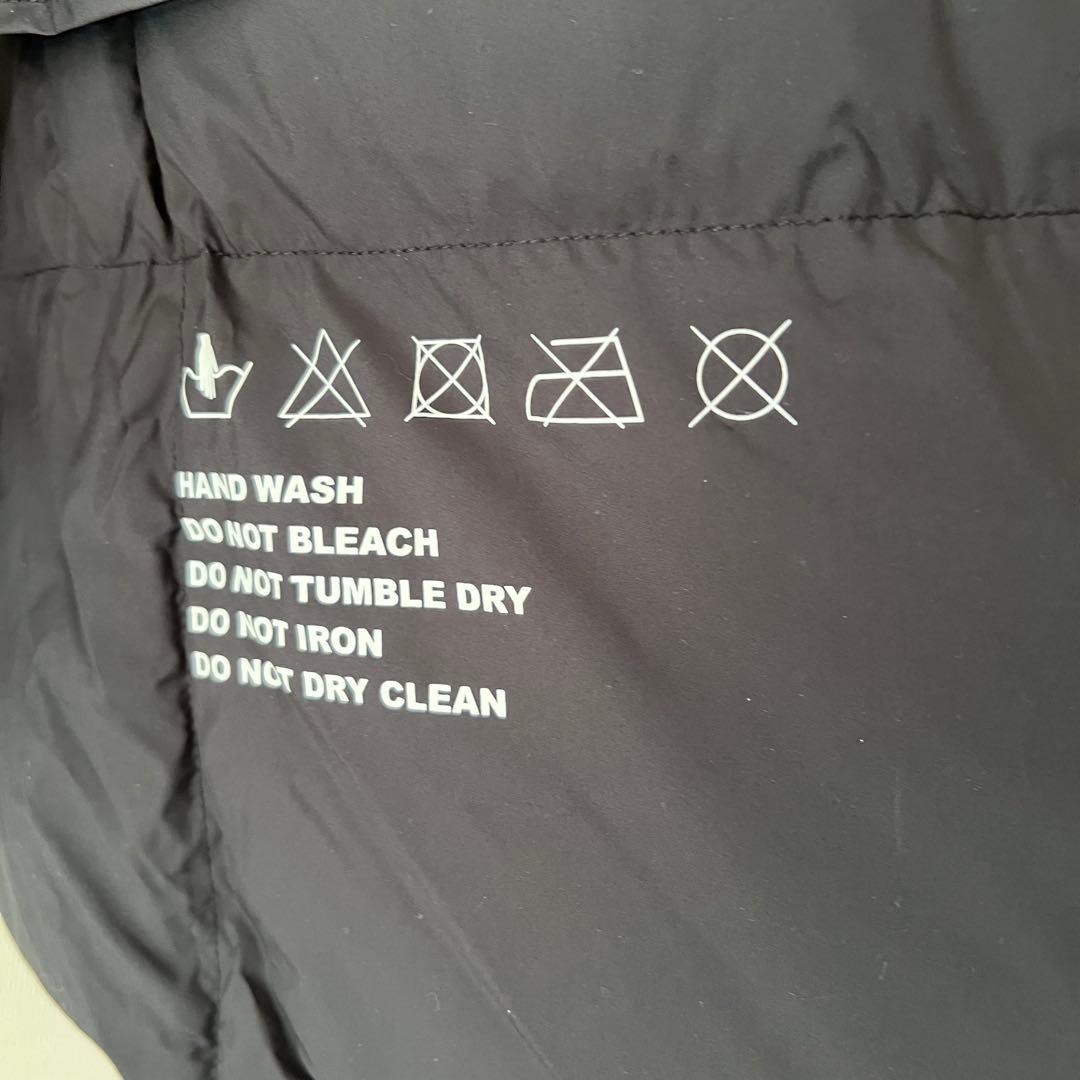 HAND WASH
DO NOT BLEACH
DO NOT TUMBLE DRY
DO NOT IRON
DO NOT DRY CLEAN